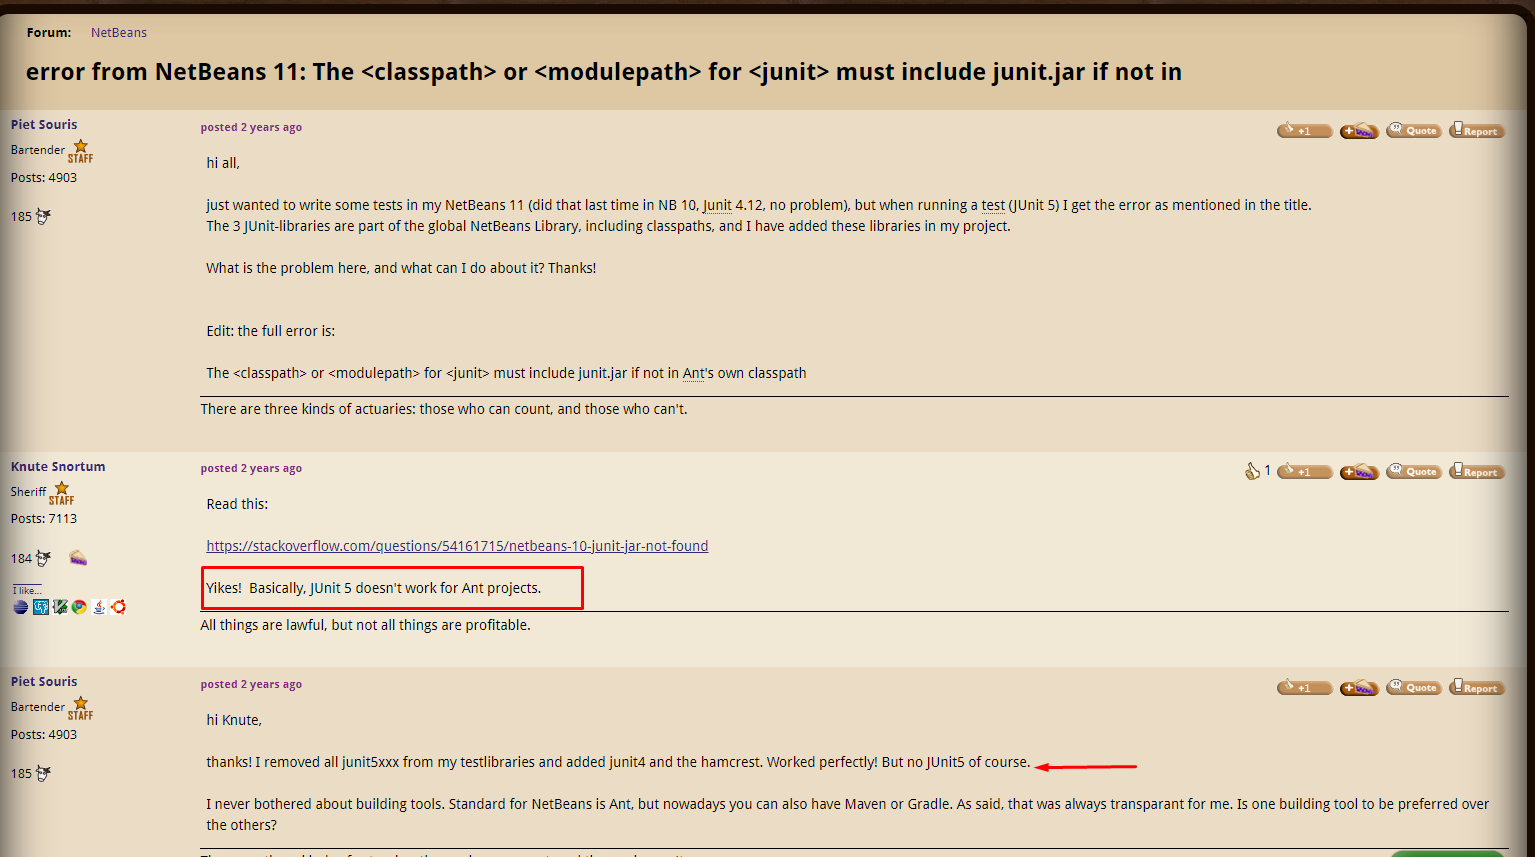 Forum: NetBeans
error from NetBeans 11: The <classpath> or <modulepath> for <junit> must include junit.jar if not in
Piet Souris
Bartender STAFF
Posts: 4903
185
posted 2 years ago
+1 + Quote Report
hi all,
just wanted to write some tests in my NetBeans 11 (did that last time in NB 10, Junit 4.12, no problem), but when running a test (JUnit 5) I get the error as mentioned in the title.
The 3 JUnit-libraries are part of the global NetBeans Library, including classpaths, and I have added these libraries in my project.
What is the problem here, and what can I do about it? Thanks!
Edit: the full error is:
The <classpath> or <modulepath> for <junit> must include junit.jar if not in Ant's own classpath
There are three kinds of actuaries: those who can count, and those who can't.
Knute Snortum
Sheriff STAFF
Posts: 7113
184
I like...
posted 2 years ago
1 +1 + Quote Report
Read this:
https://stackoverflow.com/questions/54161715/netbeans-10-junit-jar-not-found
Yikes!  Basically, JUnit 5 doesn't work for Ant projects.
All things are lawful, but not all things are profitable.
Piet Souris
Bartender STAFF
Posts: 4903
185
posted 2 years ago
+1 + Quote Report
hi Knute,
thanks! I removed all junit5xxx from my testlibraries and added junit4 and the hamcrest. Worked perfectly! But no JUnit5 of course.
I never bothered about building tools. Standard for NetBeans is Ant, but nowadays you can also have Maven or Gradle. As said, that was always transparant for me. Is one building tool to be preferred over
the others?